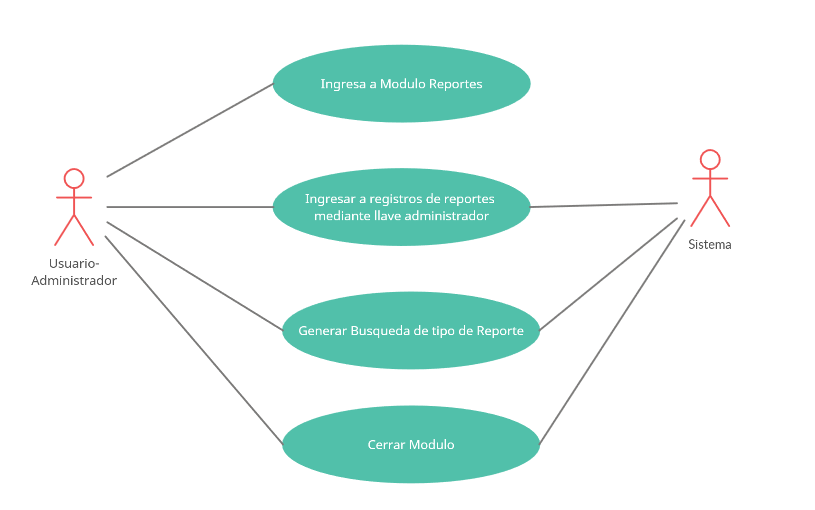 Ingresa a Modulo Reportes
Ingresar a registros de reportes
mediante llave administrador
Usuario-
Administrador
Sistema
Generar Busqueda de tipo de Reporte
Cerrar Modulo